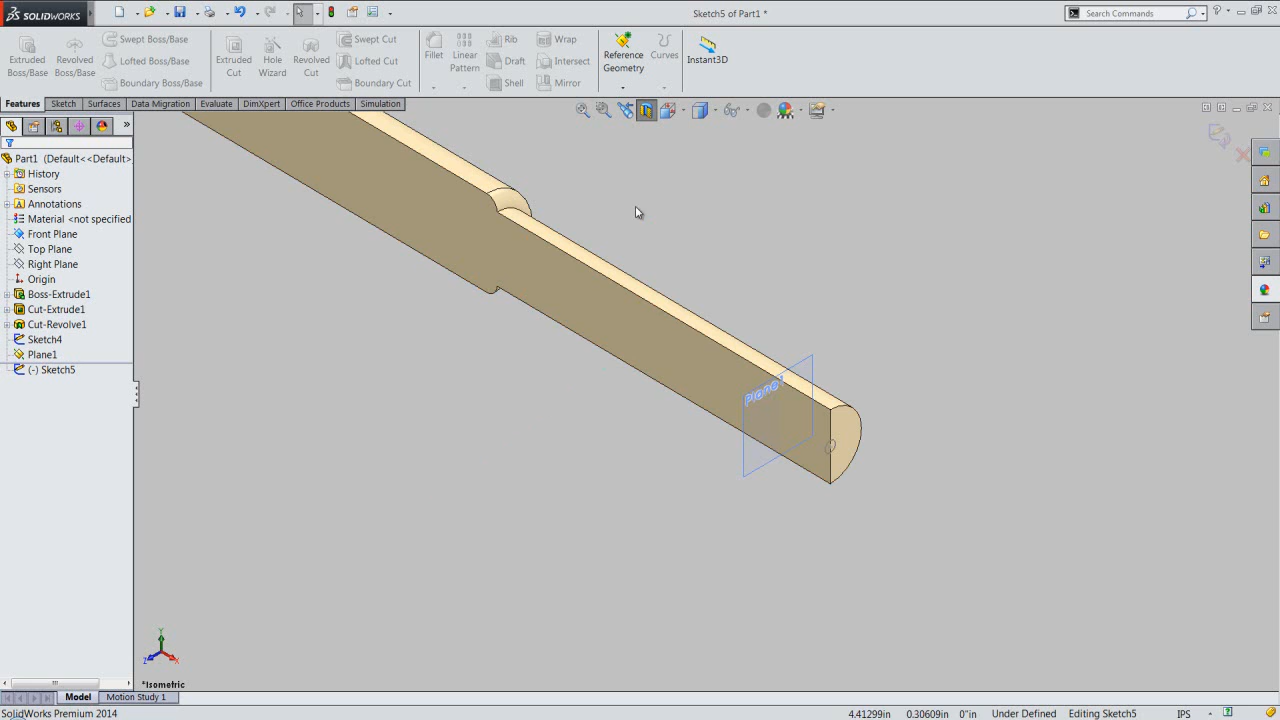 SOLIDWORKS
Sketch5 of Part1 *
Search Commands
Extruded Boss/Base
Revolved Boss/Base
Swept Boss/Base
Lofted Boss/Base
Boundary Boss/Base
Extruded Cut
Hole Wizard
Revolved Cut
Swept Cut
Lofted Cut
Boundary Cut
Fillet
Linear Pattern
Rib
Draft
Shell
Wrap
Intersect
Mirror
Reference Geometry
Curves
Instant3D
Features
Sketch
Surfaces
Data Migration
Evaluate
DimXpert
Office Products
Simulation
Part1 (Default<<Default>
History
Sensors
Annotations
Material <not specified
Front Plane
Top Plane
Right Plane
Origin
Boss-Extrude1
Cut-Extrude1
Cut-Revolve1
Sketch4
Plane1
(-) Sketch5
Plane1
Y
Z
X
*Isometric
Model
Motion Study 1
SolidWorks Premium 2014
4.41299in
0.30609in
0"in
Under Defined
Editing Sketch5
IPS